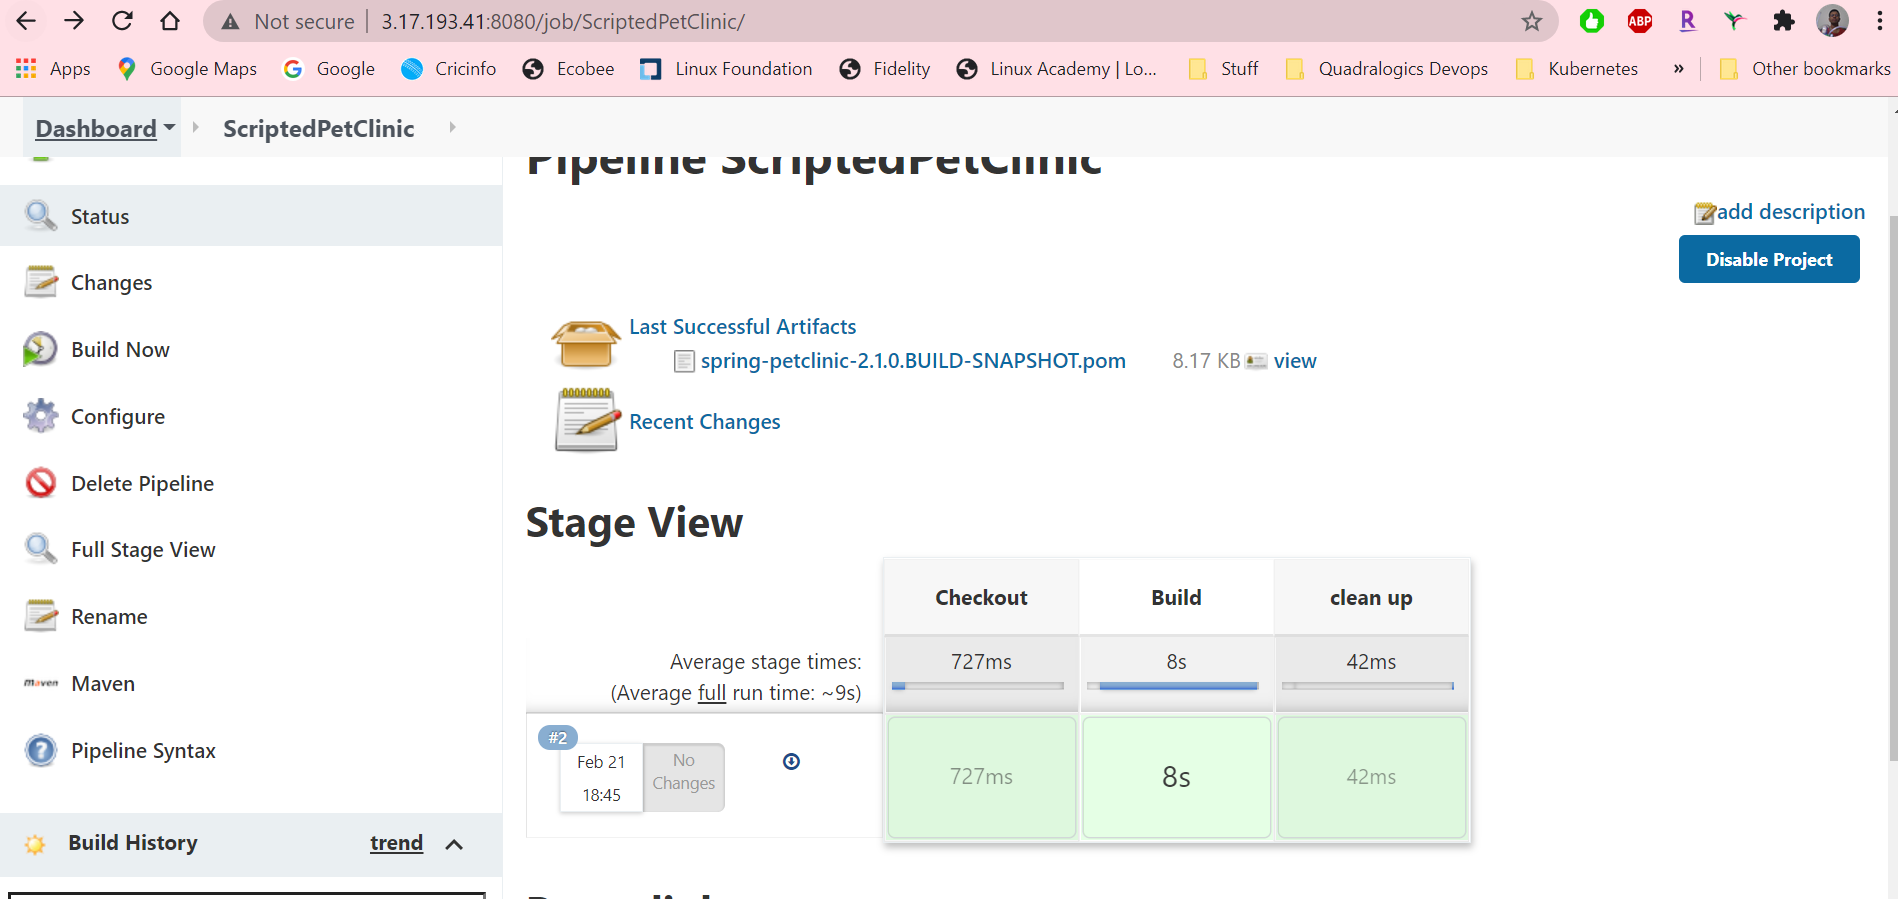 Not secure | 3.17.193.41:8080/job/ScriptedPetClinic/
ABP R
Apps Google Maps Google Cricinfo Ecobee Linux Foundation Fidelity Linux Academy | Lo... Stuff Quadralogics Devops Kubernetes » Other bookmarks
Dashboard ScriptedPetClinic
Pipeline ScriptedPetClinic
Status
Changes
Build Now
Configure
Delete Pipeline
Full Stage View
Rename
maven Maven
Pipeline Syntax
Build History trend
add description
Disable Project
Last Successful Artifacts
spring-petclinic-2.1.0.BUILD-SNAPSHOT.pom 8.17 KB view
Recent Changes
Stage View
Checkout Build clean up
Average stage times: 727ms 8s 42ms
(Average full run time: ~9s)
#2
Feb 21
18:45
No
Changes
727ms 8s 42ms